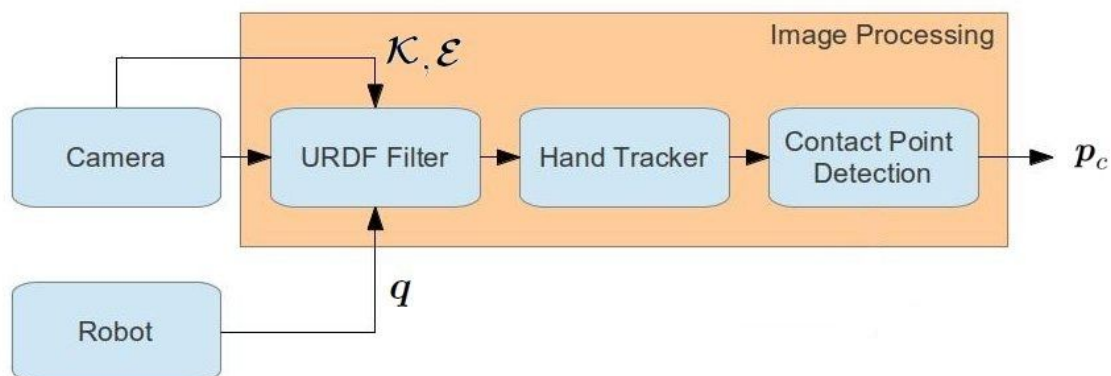 Image Processing
𝒦, ℰ
Camera
URDF Filter
Hand Tracker
Contact Point
Detection
p_c
q
Robot